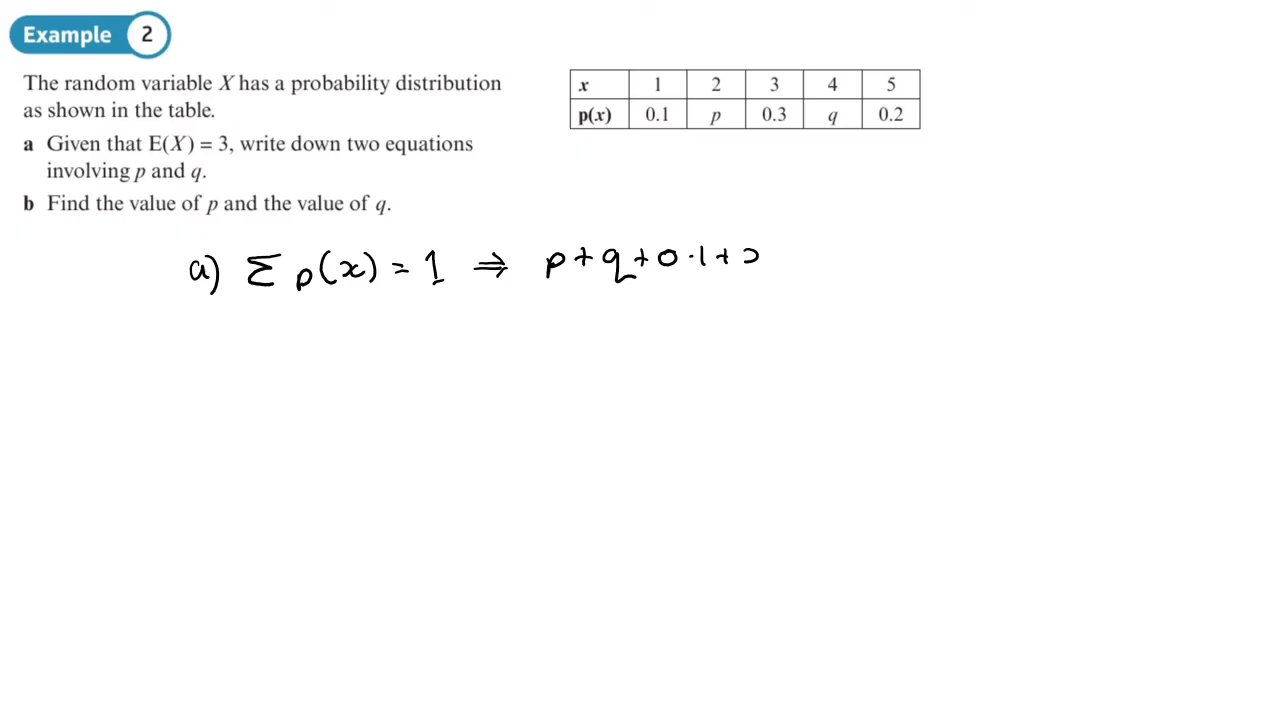 Example 2
The random variable X has a probability distribution
as shown in the table.
a Given that E(X) = 3, write down two equations
involving p and q.
b Find the value of p and the value of q.
x 1 2 3 4 5
p(x) 0.1 p 0.3 q 0.2
a) Σ p(x) = 1 ⇒ p+q+0.1+